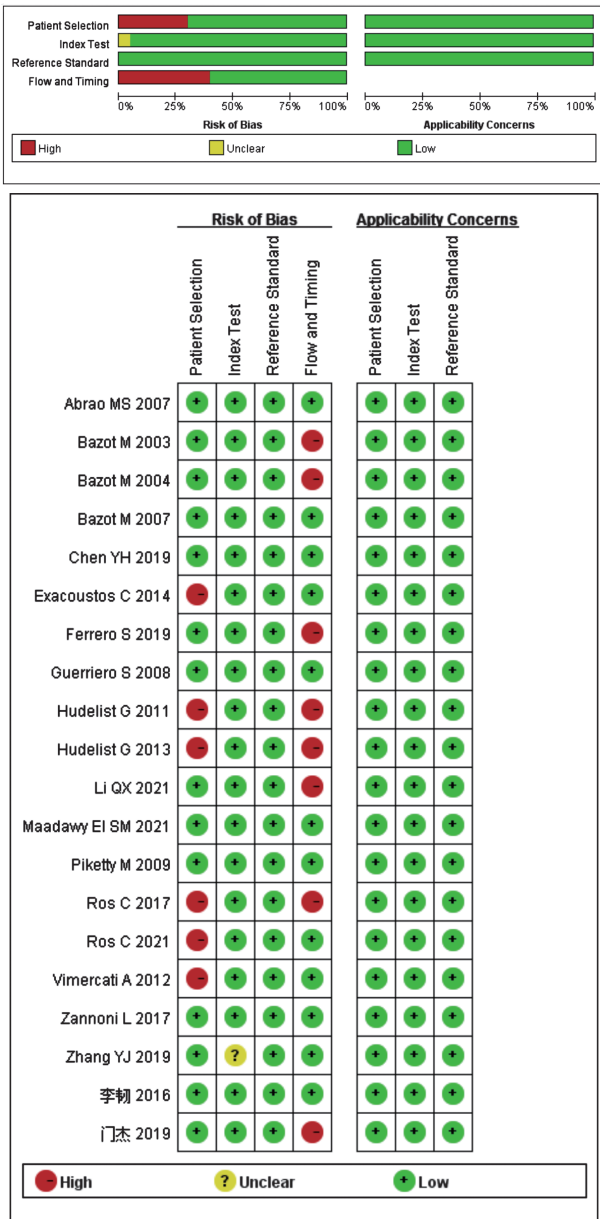 Patient Selection
Index Test
Reference Standard
Flow and Timing
0% 25% 50% 75% 100% 0% 25% 50% 75% 100%
Risk of Bias Applicability Concerns
High Unclear Low
Risk of Bias Applicability Concerns
Patient Selection Index Test Reference Standard Flow and Timing Patient Selection Index Test Reference Standard
Abrao MS 2007 + + + + + + +
Bazot M 2003 + + + - + + +
Bazot M 2004 + + + - + + +
Bazot M 2007 + + + + + + +
Chen YH 2019 + + + + + + +
Exacoustos C 2014 - + + + + + +
Ferrero S 2019 + + + - + + +
Guerriero S 2008 + + + + + + +
Hudelist G 2011 - + + - + + +
Hudelist G 2013 - + + - + + +
Li QX 2021 + + + - + + +
Maadawy El SM 2021 + + + + + + +
Piketty M 2009 + + + + + + +
Ros C 2017 - + + - + + +
Ros C 2021 - + + + + + +
Vimercati A 2012 - + + + + + +
Zannoni L 2017 + + + + + + +
Zhang YJ 2019 + ? + + + + +
李韧 2016 + + + + + + +
门杰 2019 + + + - + + +
- High ? Unclear + Low